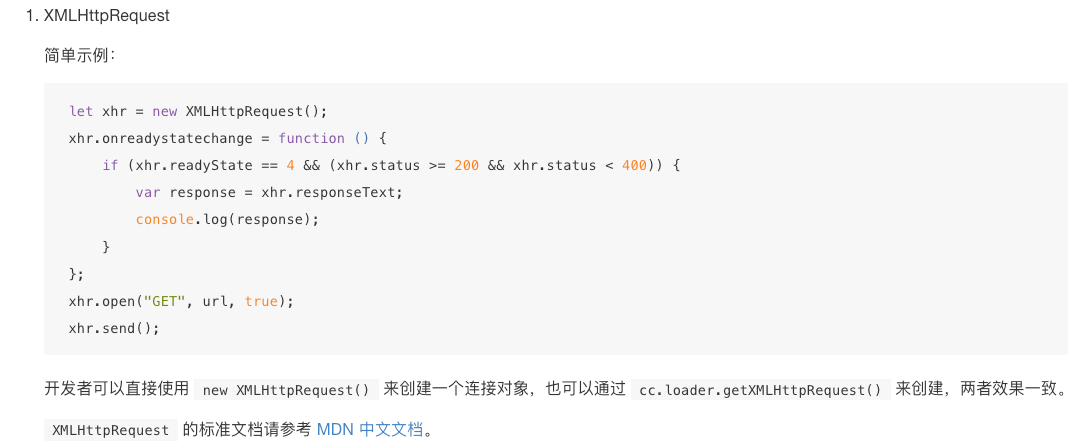 1. XMLHttpRequest
简单示例：
let xhr = new XMLHttpRequest();
xhr.onreadystatechange = function () {
    if (xhr.readyState == 4 && (xhr.status >= 200 && xhr.status < 400)) {
        var response = xhr.responseText;
        console.log(response);
    }
};
xhr.open("GET", url, true);
xhr.send();
开发者可以直接使用 new XMLHttpRequest() 来创建一个连接对象，也可以通过 cc.loader.getXMLHttpRequest() 来创建，两者效果一致。
XMLHttpRequest 的标准文档请参考 MDN 中文文档。